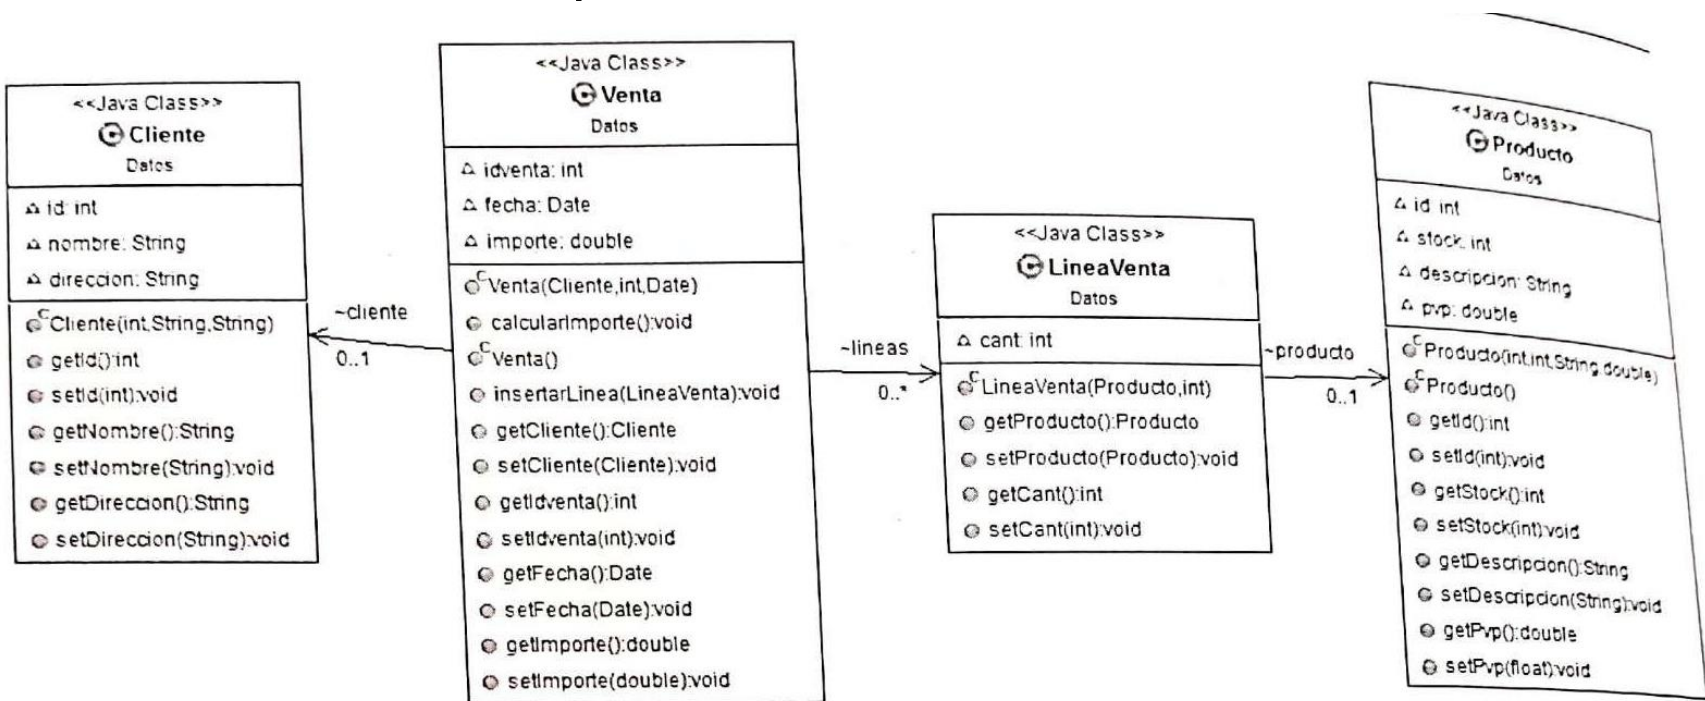 <<Java Class>>
Cliente
Datos
id: int
nombre: String
direccion: String
Cliente(int,String,String)
getId():int
setId(int):void
getNombre():String
setNombre(String):void
getDireccion():String
setDireccion(String):void
~cliente
0..1
<<Java Class>>
Venta
Datos
idventa: int
fecha: Date
importe: double
Venta(Cliente,int,Date)
calcularImporte():void
Venta()
insertarLinea(LineaVenta):void
getCliente():Cliente
setCliente(Cliente):void
getIdventa():int
setIdventa(int):void
getFecha():Date
setFecha(Date):void
getImporte():double
setImporte(double):void
~lineas
0..*
<<Java Class>>
LineaVenta
Datos
cant: int
LineaVenta(Producto,int)
getProducto():Producto
setProducto(Producto):void
getCant():int
setCant(int):void
~producto
0..1
<<Java Class>>
Producto
Datos
id: int
stock: int
descripcion: String
pvp: double
Producto(int,int,String,double)
Producto()
getId():int
setId(int):void
getStock():int
setStock(int):void
getDescripcion():String
setDescripcion(String):void
getPvp():double
setPvp(float):void